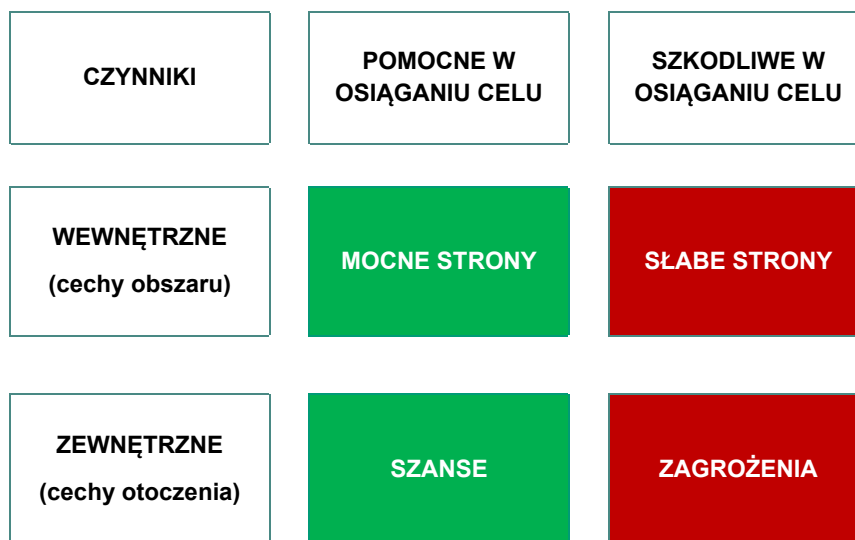 CZYNNIKI
POMOCNE W
OSIĄGANIU CELU
SZKODLIWE W
OSIĄGANIU CELU
WEWNĘTRZNE
(cechy obszaru)
MOCNE STRONY
SŁABE STRONY
ZEWNĘTRZNE
(cechy otoczenia)
SZANSE
ZAGROŻENIA